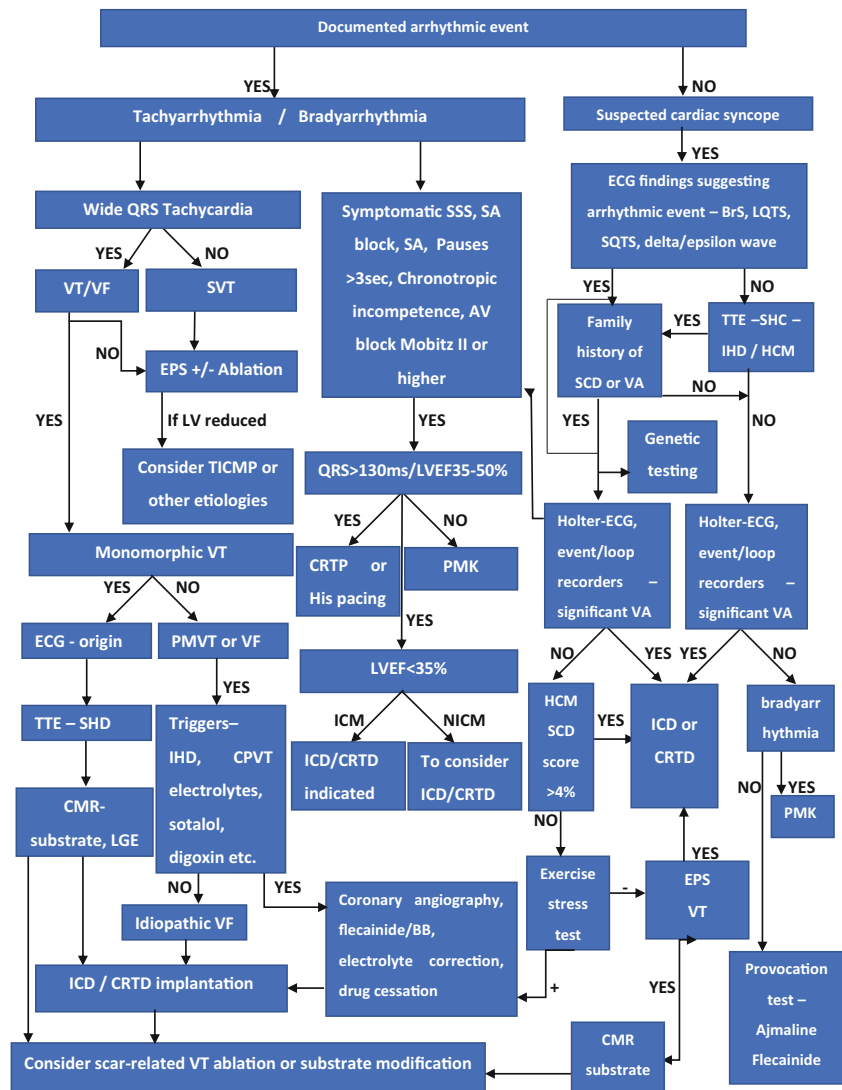 Documented arrhythmic event
YES
NO
Tachyarrhythmia / Bradyarrhythmia
Suspected cardiac syncope
YES
Wide QRS Tachycardia
YES
NO
VT/VF
SVT
NO
EPS +/- Ablation
YES
If LV reduced
Consider TICMP or
other etiologies
Symptomatic SSS, SA
block, SA, Pauses
>3sec, Chronotropic
incompetence, AV
block Mobitz II or
higher
YES
ECG findings suggesting
arrhythmic event – BrS, LQTS,
SQTS, delta/epsilon wave
YES
NO
Family
history of
SCD or VA
YES
TTE –SHC –
IHD / HCM
NO
YES
NO
Genetic
testing
QRS>130ms/LVEF35-50%
YES
NO
CRTP or
His pacing
PMK
YES
Monomorphic VT
YES
NO
ECG - origin
PMVT or VF
YES
TTE – SHD
CMR-
substrate, LGE
Triggers–
IHD, CPVT
electrolytes,
sotalol,
digoxin etc.
NO
YES
Idiopathic VF
LVEF<35%
ICM
NICM
ICD/CRTD
indicated
To consider
ICD/CRTD
Holter-ECG,
event/loop
recorders –
significant VA
NO
YES
Holter-ECG,
event/loop
recorders –
significant VA
YES
NO
HCM
SCD
score
>4%
YES
ICD or
CRTD
bradyarr
hythmia
NO
YES
PMK
NO
YES
Exercise
stress
test
-
EPS
VT
+
Coronary angiography,
flecainide/BB,
electrolyte correction,
drug cessation
ICD / CRTD implantation
YES
Provocation
test –
Ajmaline
Flecainide
CMR
substrate
Consider scar-related VT ablation or substrate modification